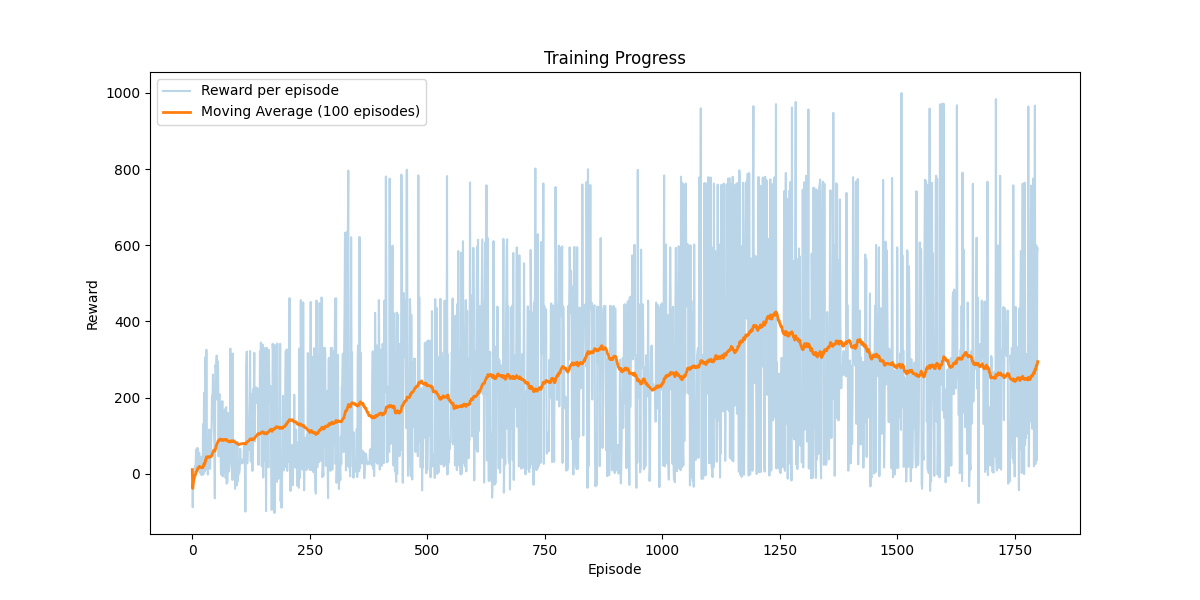 Training Progress
Reward per episode
Moving Average (100 episodes)
1000
800
600
400
200
0
Reward
0
250
500
750
1000
1250
1500
1750
Episode